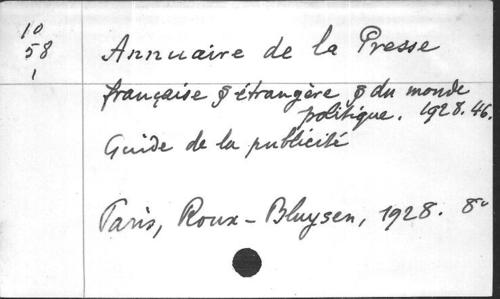 10
58
1
Annuaire de la Presse
française & étrangère & du monde
politique. 1928. 46.
Guide de la publicité
Paris, Roux-Bluysen, 1928. 8°